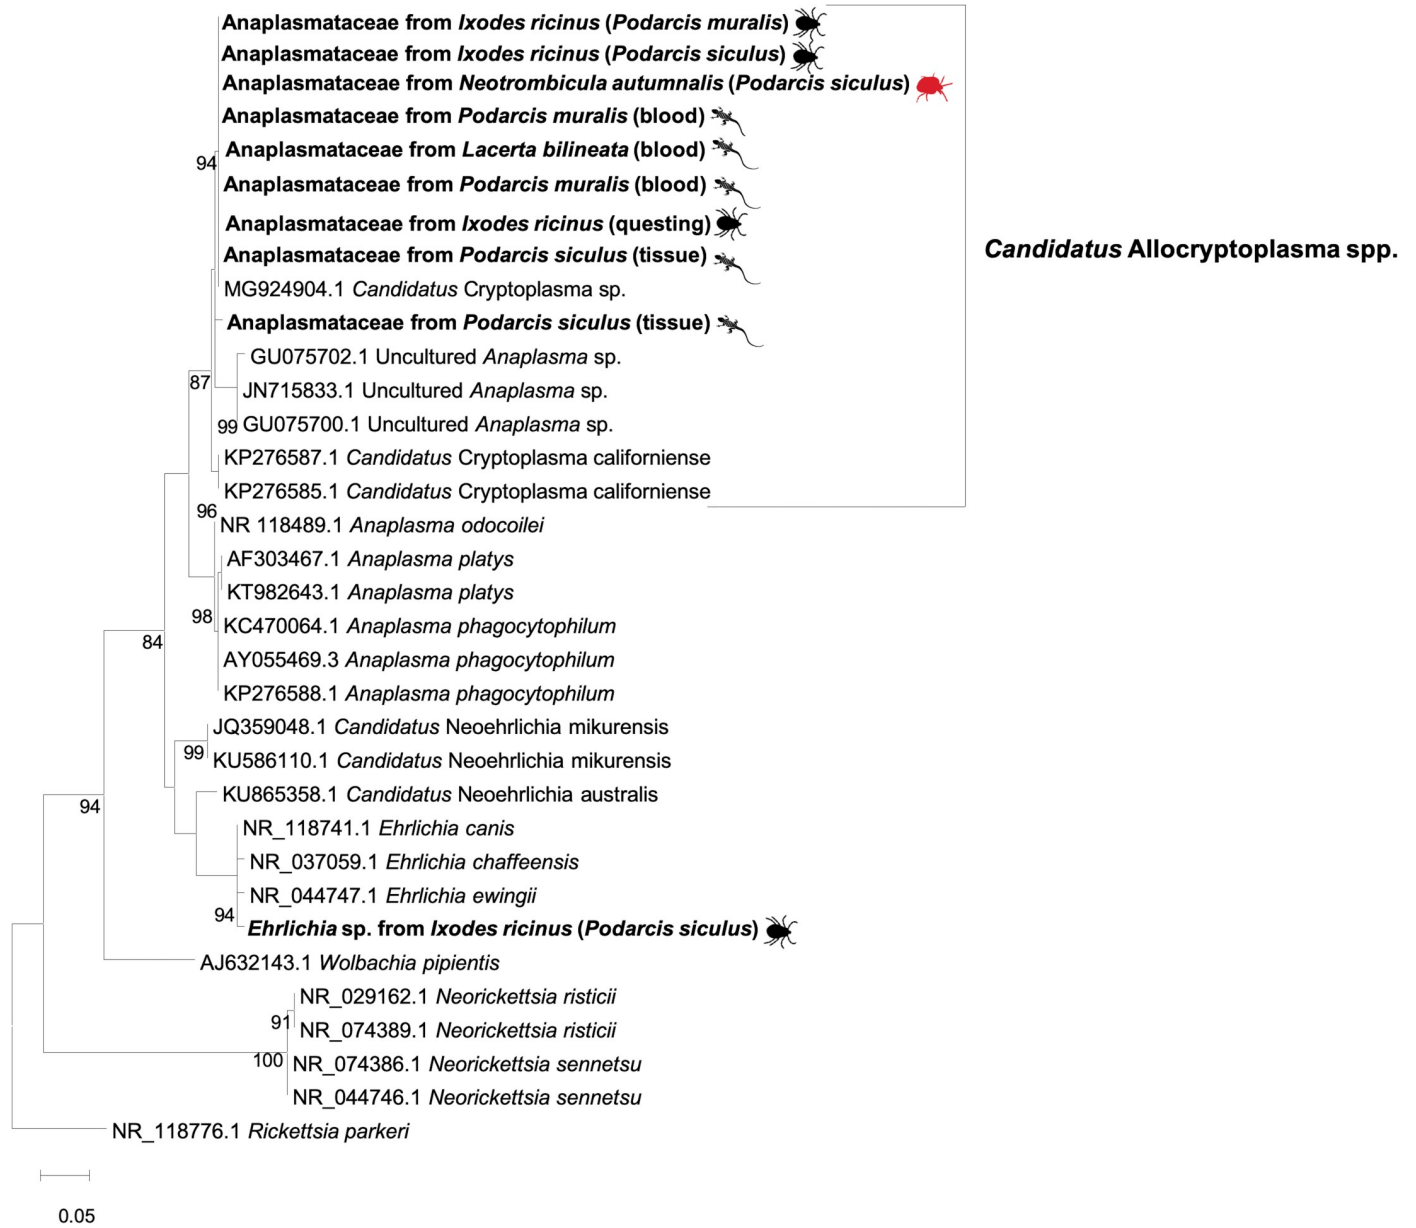 Anaplasmataceae from Ixodes ricinus (Podarcis muralis)
Anaplasmataceae from Ixodes ricinus (Podarcis siculus)
Anaplasmataceae from Neotrombicula autumnalis (Podarcis siculus)
Anaplasmataceae from Podarcis muralis (blood)
94 Anaplasmataceae from Lacerta bilineata (blood)
Anaplasmataceae from Podarcis muralis (blood)
Anaplasmataceae from Ixodes ricinus (questing)
Anaplasmataceae from Podarcis siculus (tissue)
Candidatus Allocryptoplasma spp.
MG924904.1 Candidatus Cryptoplasma sp.
Anaplasmataceae from Podarcis siculus (tissue)
GU075702.1 Uncultured Anaplasma sp.
87
JN715833.1 Uncultured Anaplasma sp.
99 GU075700.1 Uncultured Anaplasma sp.
KP276587.1 Candidatus Cryptoplasma californiense
KP276585.1 Candidatus Cryptoplasma californiense
96
NR 118489.1 Anaplasma odocoilei
AF303467.1 Anaplasma platys
KT982643.1 Anaplasma platys
98
KC470064.1 Anaplasma phagocytophilum
84
AY055469.3 Anaplasma phagocytophilum
KP276588.1 Anaplasma phagocytophilum
JQ359048.1 Candidatus Neoehrlichia mikurensis
99
KU586110.1 Candidatus Neoehrlichia mikurensis
KU865358.1 Candidatus Neoehrlichia australis
94
NR_118741.1 Ehrlichia canis
NR_037059.1 Ehrlichia chaffeensis
NR_044747.1 Ehrlichia ewingii
94
Ehrlichia sp. from Ixodes ricinus (Podarcis siculus)
AJ632143.1 Wolbachia pipientis
NR_029162.1 Neorickettsia risticii
91
NR_074389.1 Neorickettsia risticii
100 NR_074386.1 Neorickettsia sennetsu
NR_044746.1 Neorickettsia sennetsu
NR_118776.1 Rickettsia parkeri
0.05